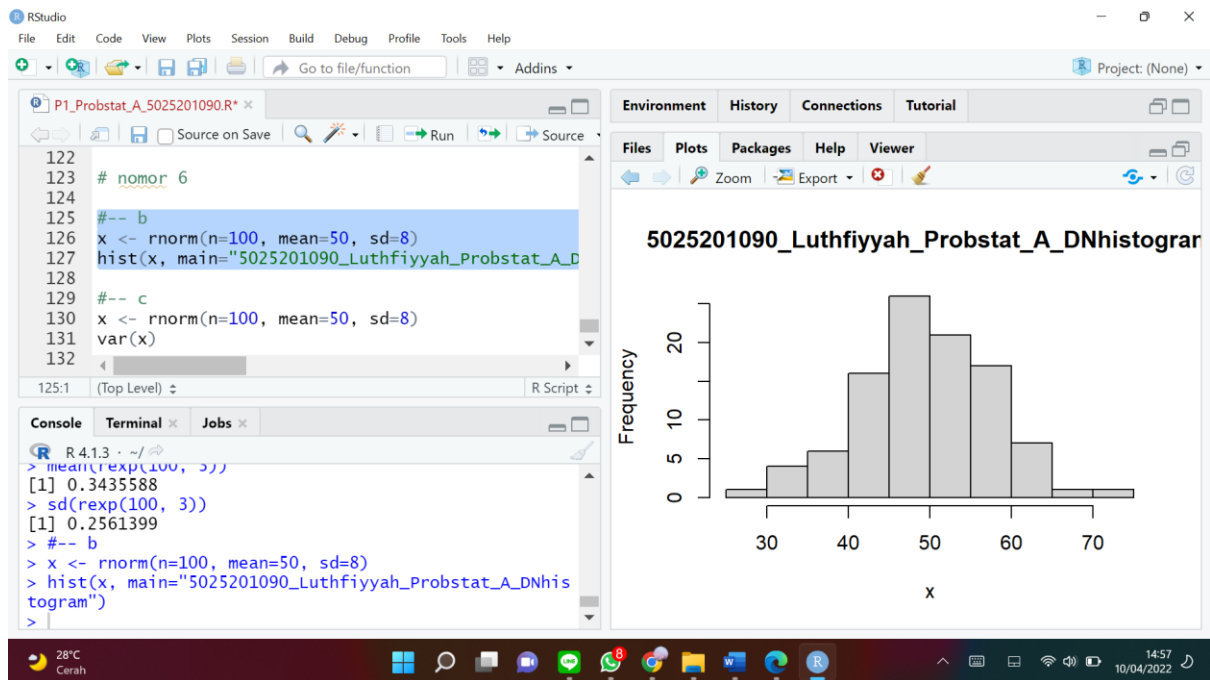 RStudio
File Edit Code View Plots Session Build Debug Profile Tools Help
Go to file/function Addins Project: (None)
P1_Probstat_A_5025201090.R*
Source on Save Run Source
122
123 # nomor 6
124
125 #-- b
126 x <- rnorm(n=100, mean=50, sd=8)
127 hist(x, main="5025201090_Luthfiyyah_Probstat_A_D
128
129 #-- c
130 x <- rnorm(n=100, mean=50, sd=8)
131 var(x)
132
125:1 (Top Level) R Script
Console Terminal Jobs
R 4.1.3 · ~/
> mean(rexp(100, 3))
[1] 0.3435588
> sd(rexp(100, 3))
[1] 0.2561399
> #-- b
> x <- rnorm(n=100, mean=50, sd=8)
> hist(x, main="5025201090_Luthfiyyah_Probstat_A_DNhis
togram")
>
Environment History Connections Tutorial
Files Plots Packages Help Viewer
Zoom Export
5025201090_Luthfiyyah_Probstat_A_DNhistogram
Frequency
20
10
5
0
30 40 50 60 70
x
28°C
Cerah
8
14:57
10/04/2022